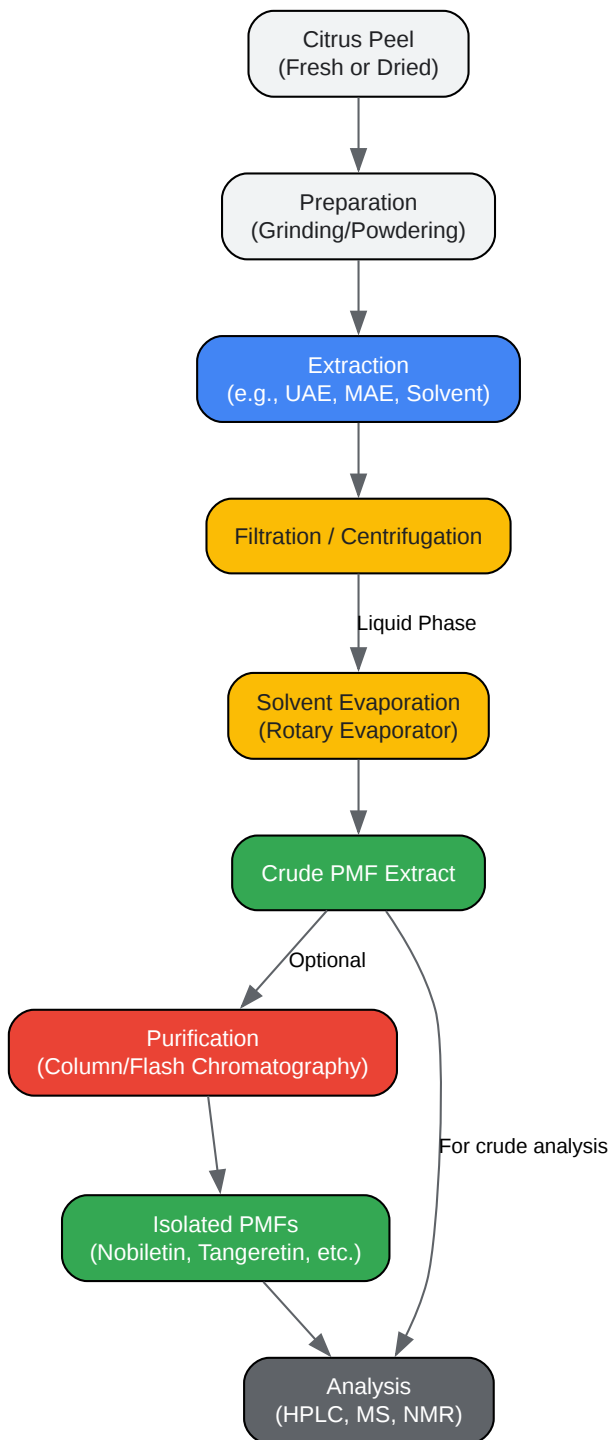 Citrus Peel
(Fresh or Dried)
Preparation
(Grinding/Powdering)
Extraction
(e.g., UAE, MAE, Solvent)
Filtration / Centrifugation
Liquid Phase
Solvent Evaporation
(Rotary Evaporator)
Crude PMF Extract
Optional
Purification
(Column/Flash Chromatography)
For crude analysis
Isolated PMFs
(Nobiletin, Tangeretin, etc.)
Analysis
(HPLC, MS, NMR)